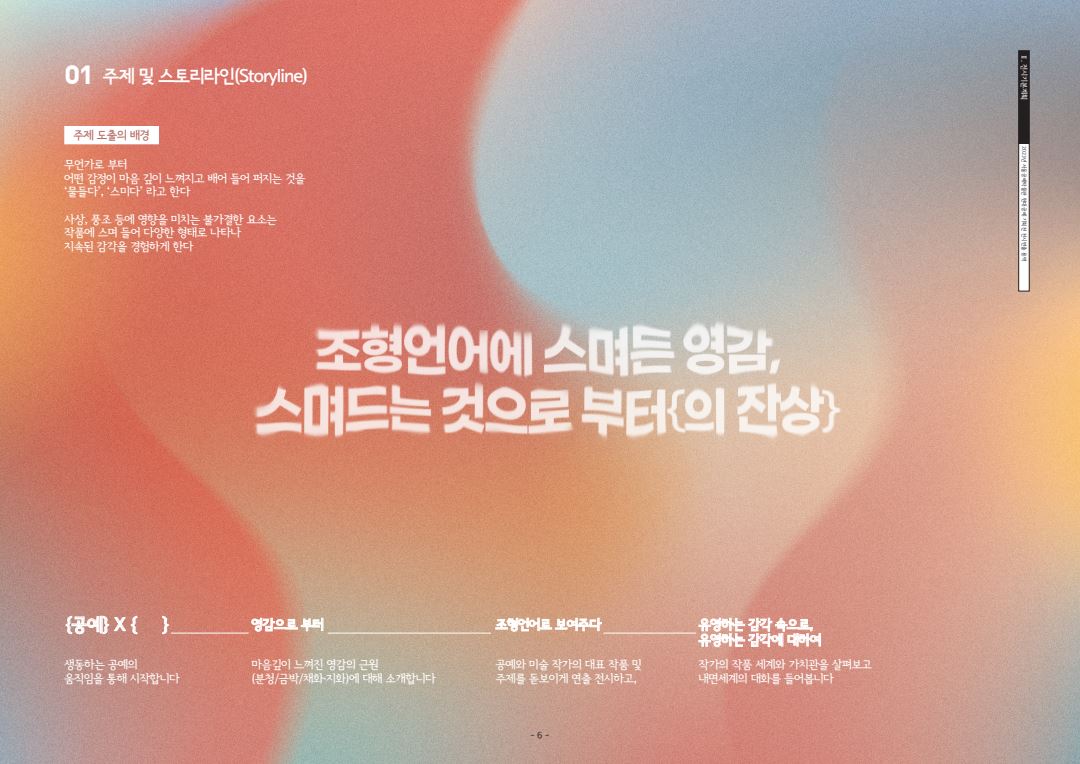 01 주제 및 스토리라인(Storyline)
주제 도출의 배경
무언가로 부터
어떤 감정이 마음 깊이 느껴지고 배어 들어 퍼지는 것을
‘물들다’, ‘스미다’ 라고 한다
사상, 풍조 등에 영향을 미치는 불가결한 요소는
작품에 스며 들어 다양한 형태로 나타나
지속된 감각을 경험하게 한다
조형언어에 스며든 영감,
스며드는 것으로 부터{의 잔상}
{공예} X { }
생동하는 공예의
움직임을 통해 시작합니다
영감으로 부터
마음깊이 느껴진 영감의 근원
(분청/금박/채화·지화)에 대해 소개합니다
조형언어로 보여주다
공예와 미술 작가의 대표 작품 및
주제를 돋보이게 연출 전시하고,
유영하는 감각 속으로,
유영하는 감각에 대하여
작가의 작품 세계와 가치관을 살펴보고
내면세계의 대화를 들어봅니다
Ⅱ. 전시기본계획
- 6 -